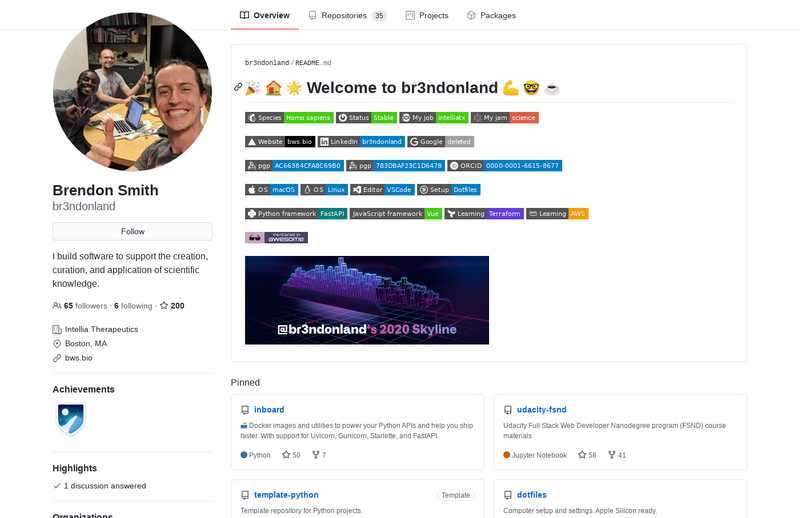 Overview
Repositories 35
Projects
Packages
Brendon Smith
br3ndonland
Follow
I build software to support the creation,
curation, and application of scientific
knowledge.
65 followers · 6 following · 200
Intellia Therapeutics
Boston, MA
bws.bio
Achievements
Highlights
1 discussion answered
Organizations
br3ndonland / README.md
Welcome to br3ndonland
Species Homo sapiens Status Stable My job intelliatx My jam science
Website bws.bio LinkedIn br3ndonland Google deleted
pgp AC66384CFA8C69B0 pgp 783DBAF23C1D6478 ORCID 0000-0001-6615-8677
OS macOS OS Linux Editor VSCode Setup Dotfiles
Python framework FastAPI JavaScript framework Vue Learning Terraform Learning AWS
mentioned in
awesome
@br3ndonland's 2020 Skyline
Pinned
inboard
Docker images and utilities to power your Python APIs and help you ship
faster. With support for Uvicorn, Gunicorn, Starlette, and FastAPI.
Python 50 7
udacity-fsnd
Udacity Full Stack Web Developer Nanodegree program (FSND) course
materials
Jupyter Notebook 58 41
template-python Template
Template repository for Python projects
dotfiles
Computer setup and settings. Apple Silicon ready.